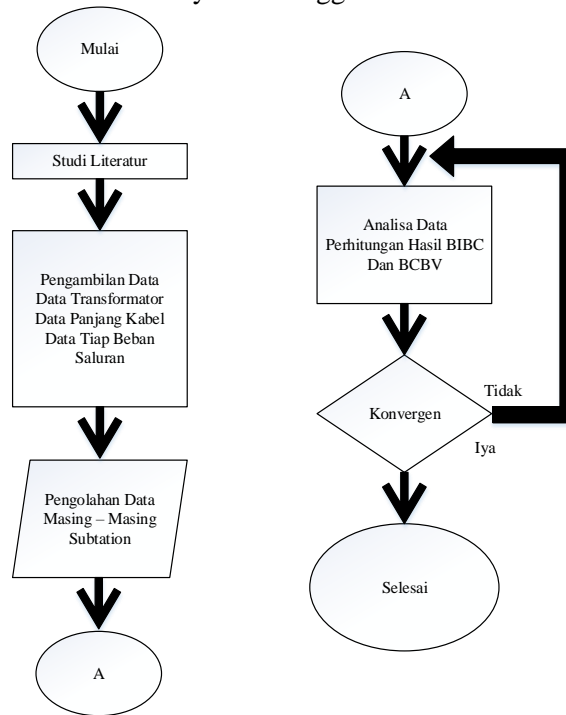 Mulai
Studi Literatur
Pengambilan Data
Data Transformator
Data Panjang Kabel
Data Tiap Beban
Saluran
Pengolahan Data
Masing – Masing
Subtation
A
A
Analisa Data
Perhitungan Hasil BIBC
Dan BCBV
Konvergen
Tidak
Iya
Selesai